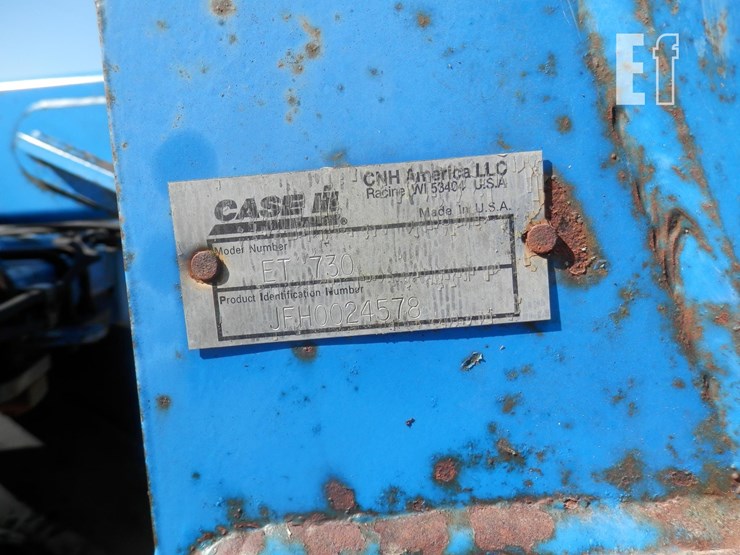 Ef
CASE IH
CNH America LLC
Racine WI 53404 U.S.A.
Made In U.S.A.
Model Number
ET 730
Product Identification Number
JFH0024578